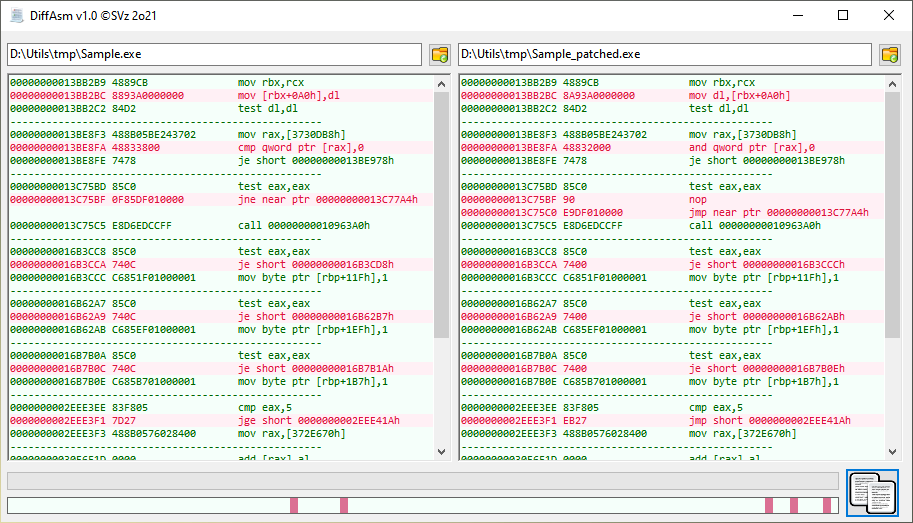 DiffAsm v1.0 ©SVz 2o21
D:\Utils\tmp\Sample.exe
00000000013BB2B9 4889CB mov rbx,rcx
00000000013BB2BC 8893A0000000 mov [rbx+0A0h],dl
00000000013BB2C2 84D2 test dl,dl
------------------------------------------------
00000000013BE8F3 488B05BE243702 mov rax,[3730DB8h]
00000000013BE8FA 48833800 cmp qword ptr [rax],0
00000000013BE8FE 7478 je short 00000000013BE978h
------------------------------------------------
00000000013C75BD 85C0 test eax,eax
00000000013C75BF 0F85DF010000 jne near ptr 00000000013C77A4h
00000000013C75C5 E8D6EDCCFF call 00000000010963A0h
------------------------------------------------
00000000016B3CC8 85C0 test eax,eax
00000000016B3CCA 740C je short 00000000016B3CD8h
00000000016B3CCC C6851F01000001 mov byte ptr [rbp+11Fh],1
------------------------------------------------
00000000016B62A7 85C0 test eax,eax
00000000016B62A9 740C je short 00000000016B62B7h
00000000016B62AB C685EF01000001 mov byte ptr [rbp+1EFh],1
------------------------------------------------
00000000016B7B0A 85C0 test eax,eax
00000000016B7B0C 740C je short 00000000016B7B1Ah
00000000016B7B0E C685B701000001 mov byte ptr [rbp+1B7h],1
------------------------------------------------
0000000002EEE3EE 83F805 cmp eax,5
0000000002EEE3F1 7D27 jge short 0000000002EEE41Ah
0000000002EEE3F3 488B0576028400 mov rax,[372E670h]
------------------------------------------------
000000000305651D 0000 add [rax],al
D:\Utils\tmp\Sample_patched.exe
00000000013BB2B9 4889CB mov rbx,rcx
00000000013BB2BC 8A93A0000000 mov dl,[rbx+0A0h]
00000000013BB2C2 84D2 test dl,dl
------------------------------------------------
00000000013BE8F3 488B05BE243702 mov rax,[3730DB8h]
00000000013BE8FA 48832000 and qword ptr [rax],0
00000000013BE8FE 7478 je short 00000000013BE978h
------------------------------------------------
00000000013C75BD 85C0 test eax,eax
00000000013C75BF 90 nop
00000000013C75C0 E9DF010000 jmp near ptr 00000000013C77A4h
00000000013C75C5 E8D6EDCCFF call 00000000010963A0h
------------------------------------------------
00000000016B3CC8 85C0 test eax,eax
00000000016B3CCA 7400 je short 00000000016B3CCCh
00000000016B3CCC C6851F01000001 mov byte ptr [rbp+11Fh],1
------------------------------------------------
00000000016B62A7 85C0 test eax,eax
00000000016B62A9 7400 je short 00000000016B62ABh
00000000016B62AB C685EF01000001 mov byte ptr [rbp+1EFh],1
------------------------------------------------
00000000016B7B0A 85C0 test eax,eax
00000000016B7B0C 7400 je short 00000000016B7B0Eh
00000000016B7B0E C685B701000001 mov byte ptr [rbp+1B7h],1
------------------------------------------------
0000000002EEE3EE 83F805 cmp eax,5
0000000002EEE3F1 EB27 jmp short 0000000002EEE41Ah
0000000002EEE3F3 488B0576028400 mov rax,[372E670h]
------------------------------------------------
000000000305651D 0000 add [rax],al